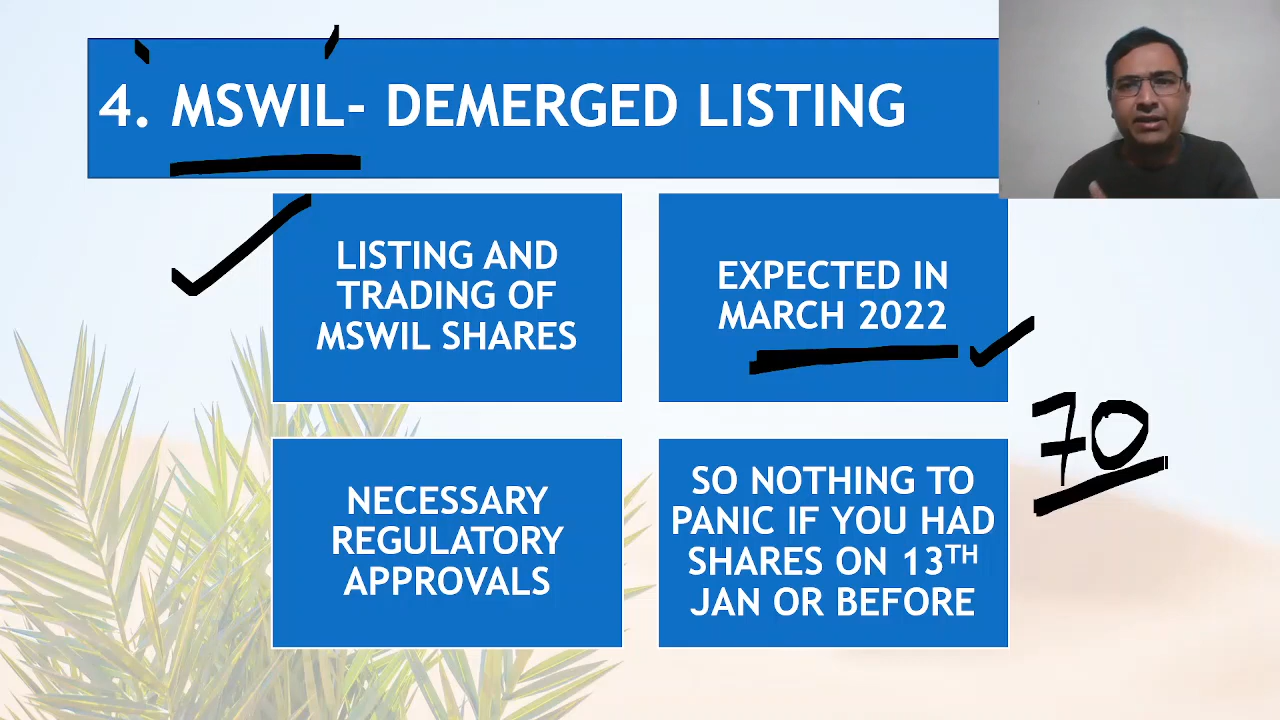 4. MSWIL- DEMERGED LISTING
LISTING AND
TRADING OF
MSWIL SHARES
EXPECTED IN
MARCH 2022
70
NECESSARY
REGULATORY
APPROVALS
SO NOTHING TO
PANIC IF YOU HAD
SHARES ON 13TH
JAN OR BEFORE